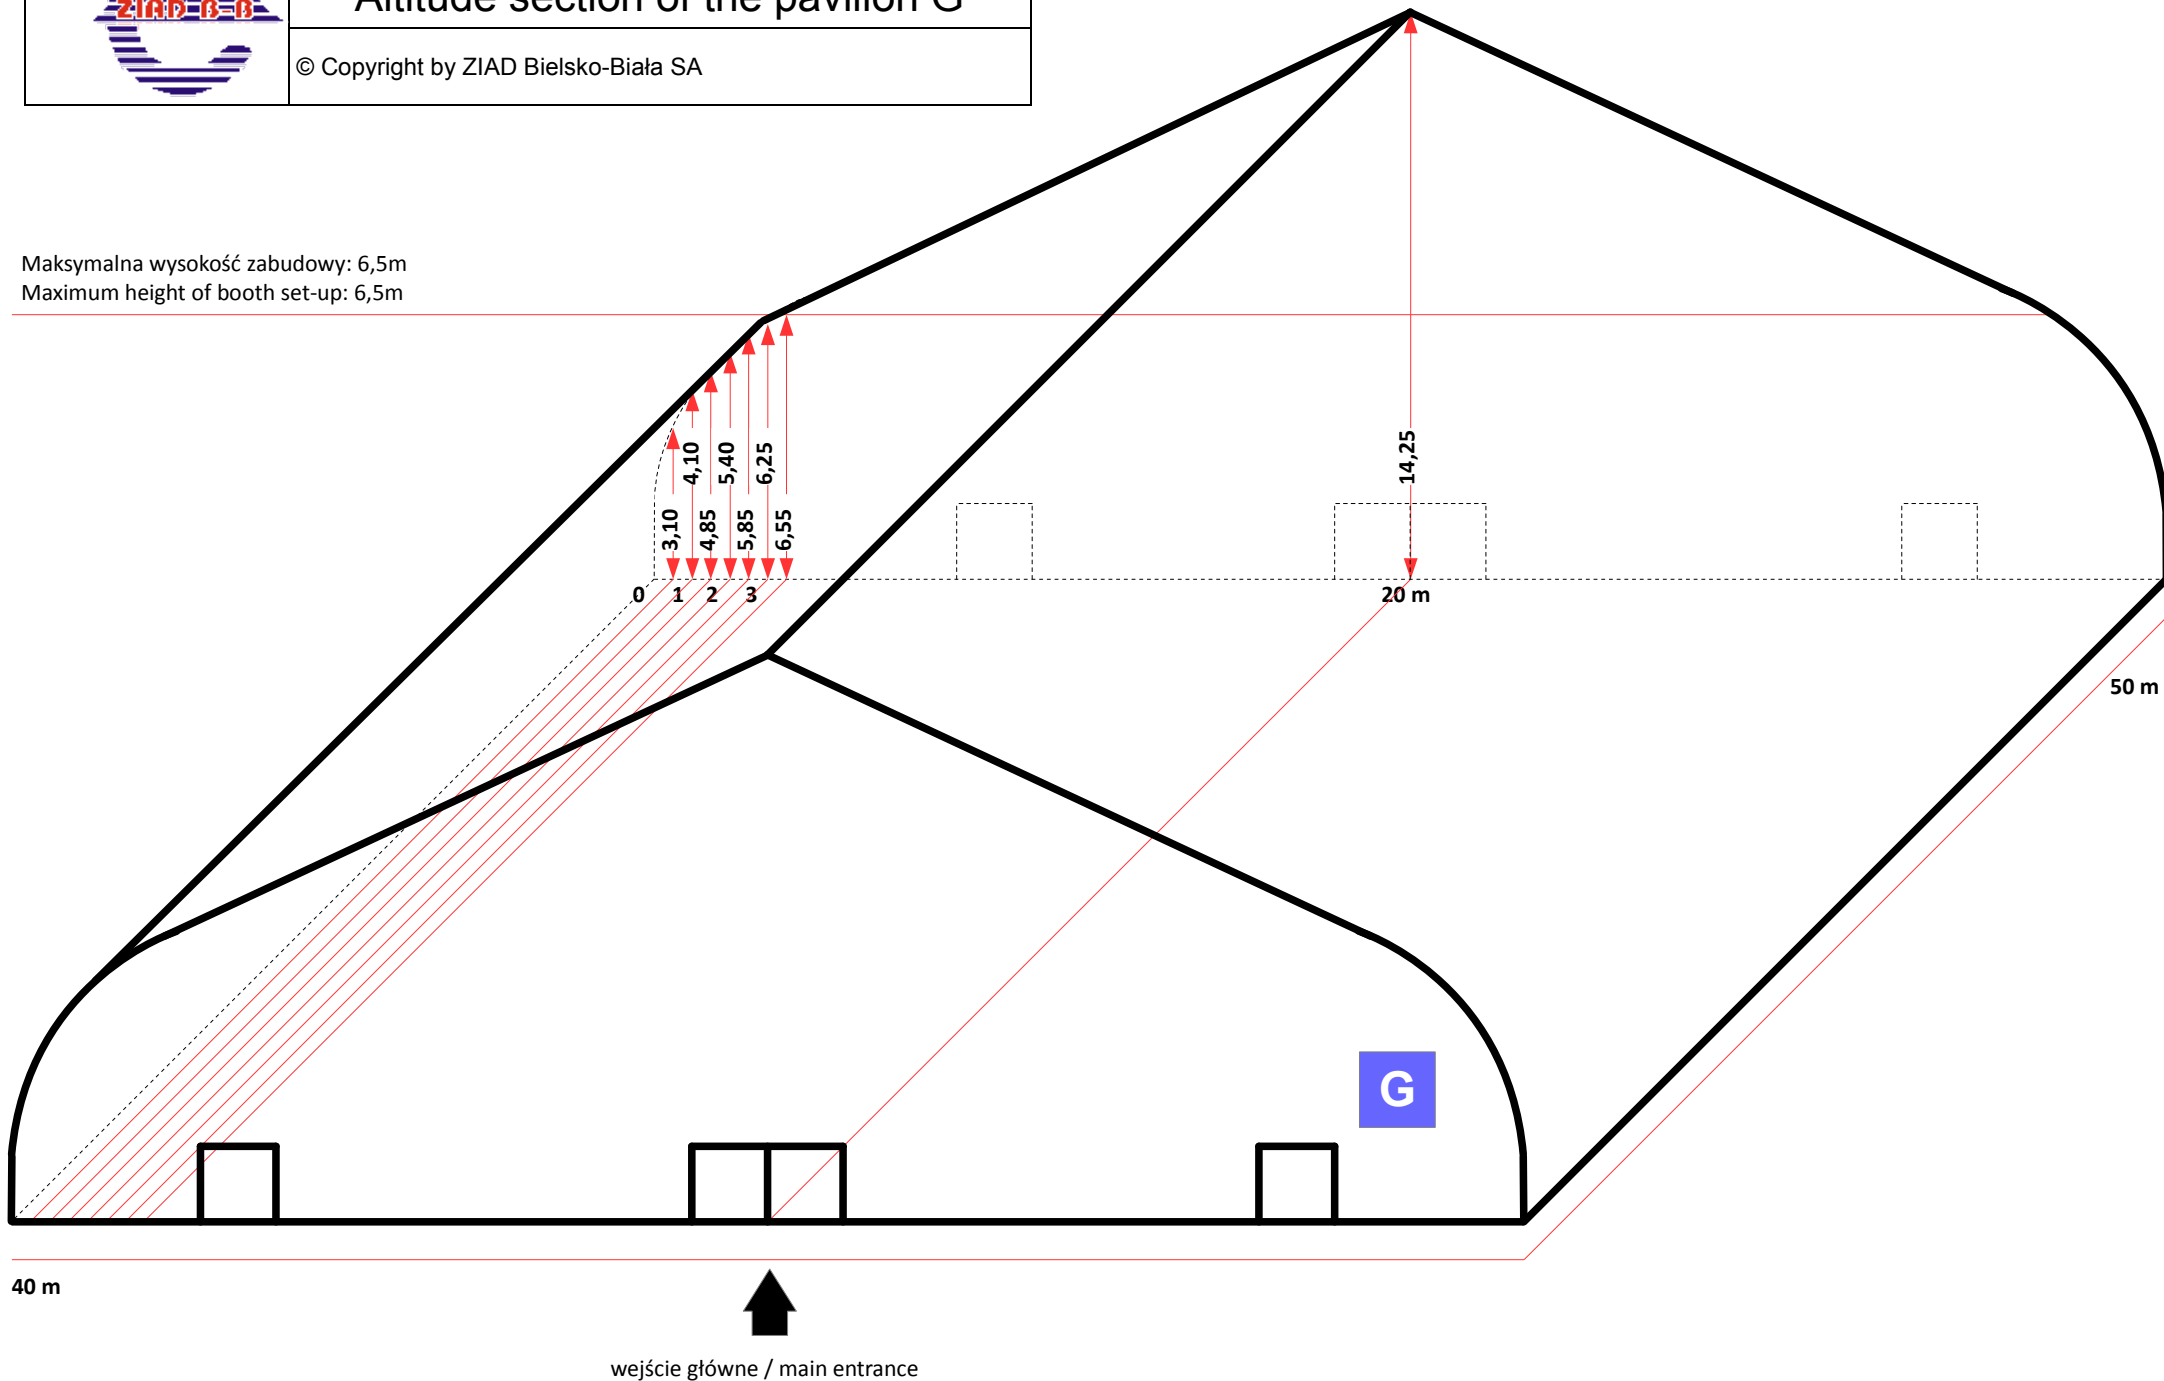 ZIAD B-B
Altitude section of the pavilion G
© Copyright by ZIAD Bielsko-Biała SA
Maksymalna wysokość zabudowy: 6,5m
Maximum height of booth set-up: 6,5m
3,10
4,10
4,85
5,40
5,85
6,25
6,55
14,25
0 1 2 3
20 m
50 m
G
40 m
wejście główne / main entrance